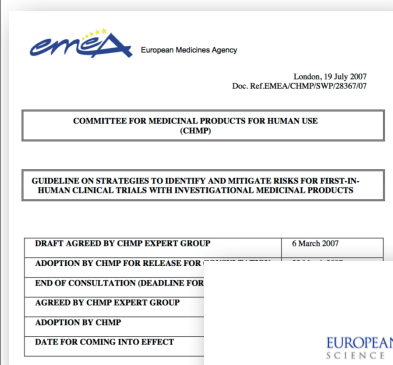 emea
European Medicines Agency
London, 19 July 2007
Doc. Ref.EMEA/CHMP/SWP/28367/07
COMMITTEE FOR MEDICINAL PRODUCTS FOR HUMAN USE
(CHMP)
GUIDELINE ON STRATEGIES TO IDENTIFY AND MITIGATE RISKS FOR FIRST-IN-
HUMAN CLINICAL TRIALS WITH INVESTIGATIONAL MEDICINAL PRODUCTS
DRAFT AGREED BY CHMP EXPERT GROUP 6 March 2007
ADOPTION BY CHMP FOR RELEASE FOR
END OF CONSULTATION (DEADLINE FOR
AGREED BY CHMP EXPERT GROUP
ADOPTION BY CHMP
DATE FOR COMING INTO EFFECT
EUROPEAN
SCIENCE